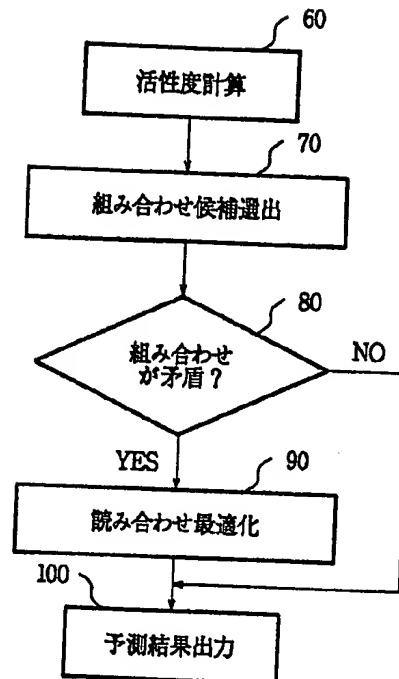 60
活性度計算
70
組み合わせ候補選出
80
組み合わせ
が矛盾?
NO
YES
90
読み合わせ最適化
100
予測結果出力